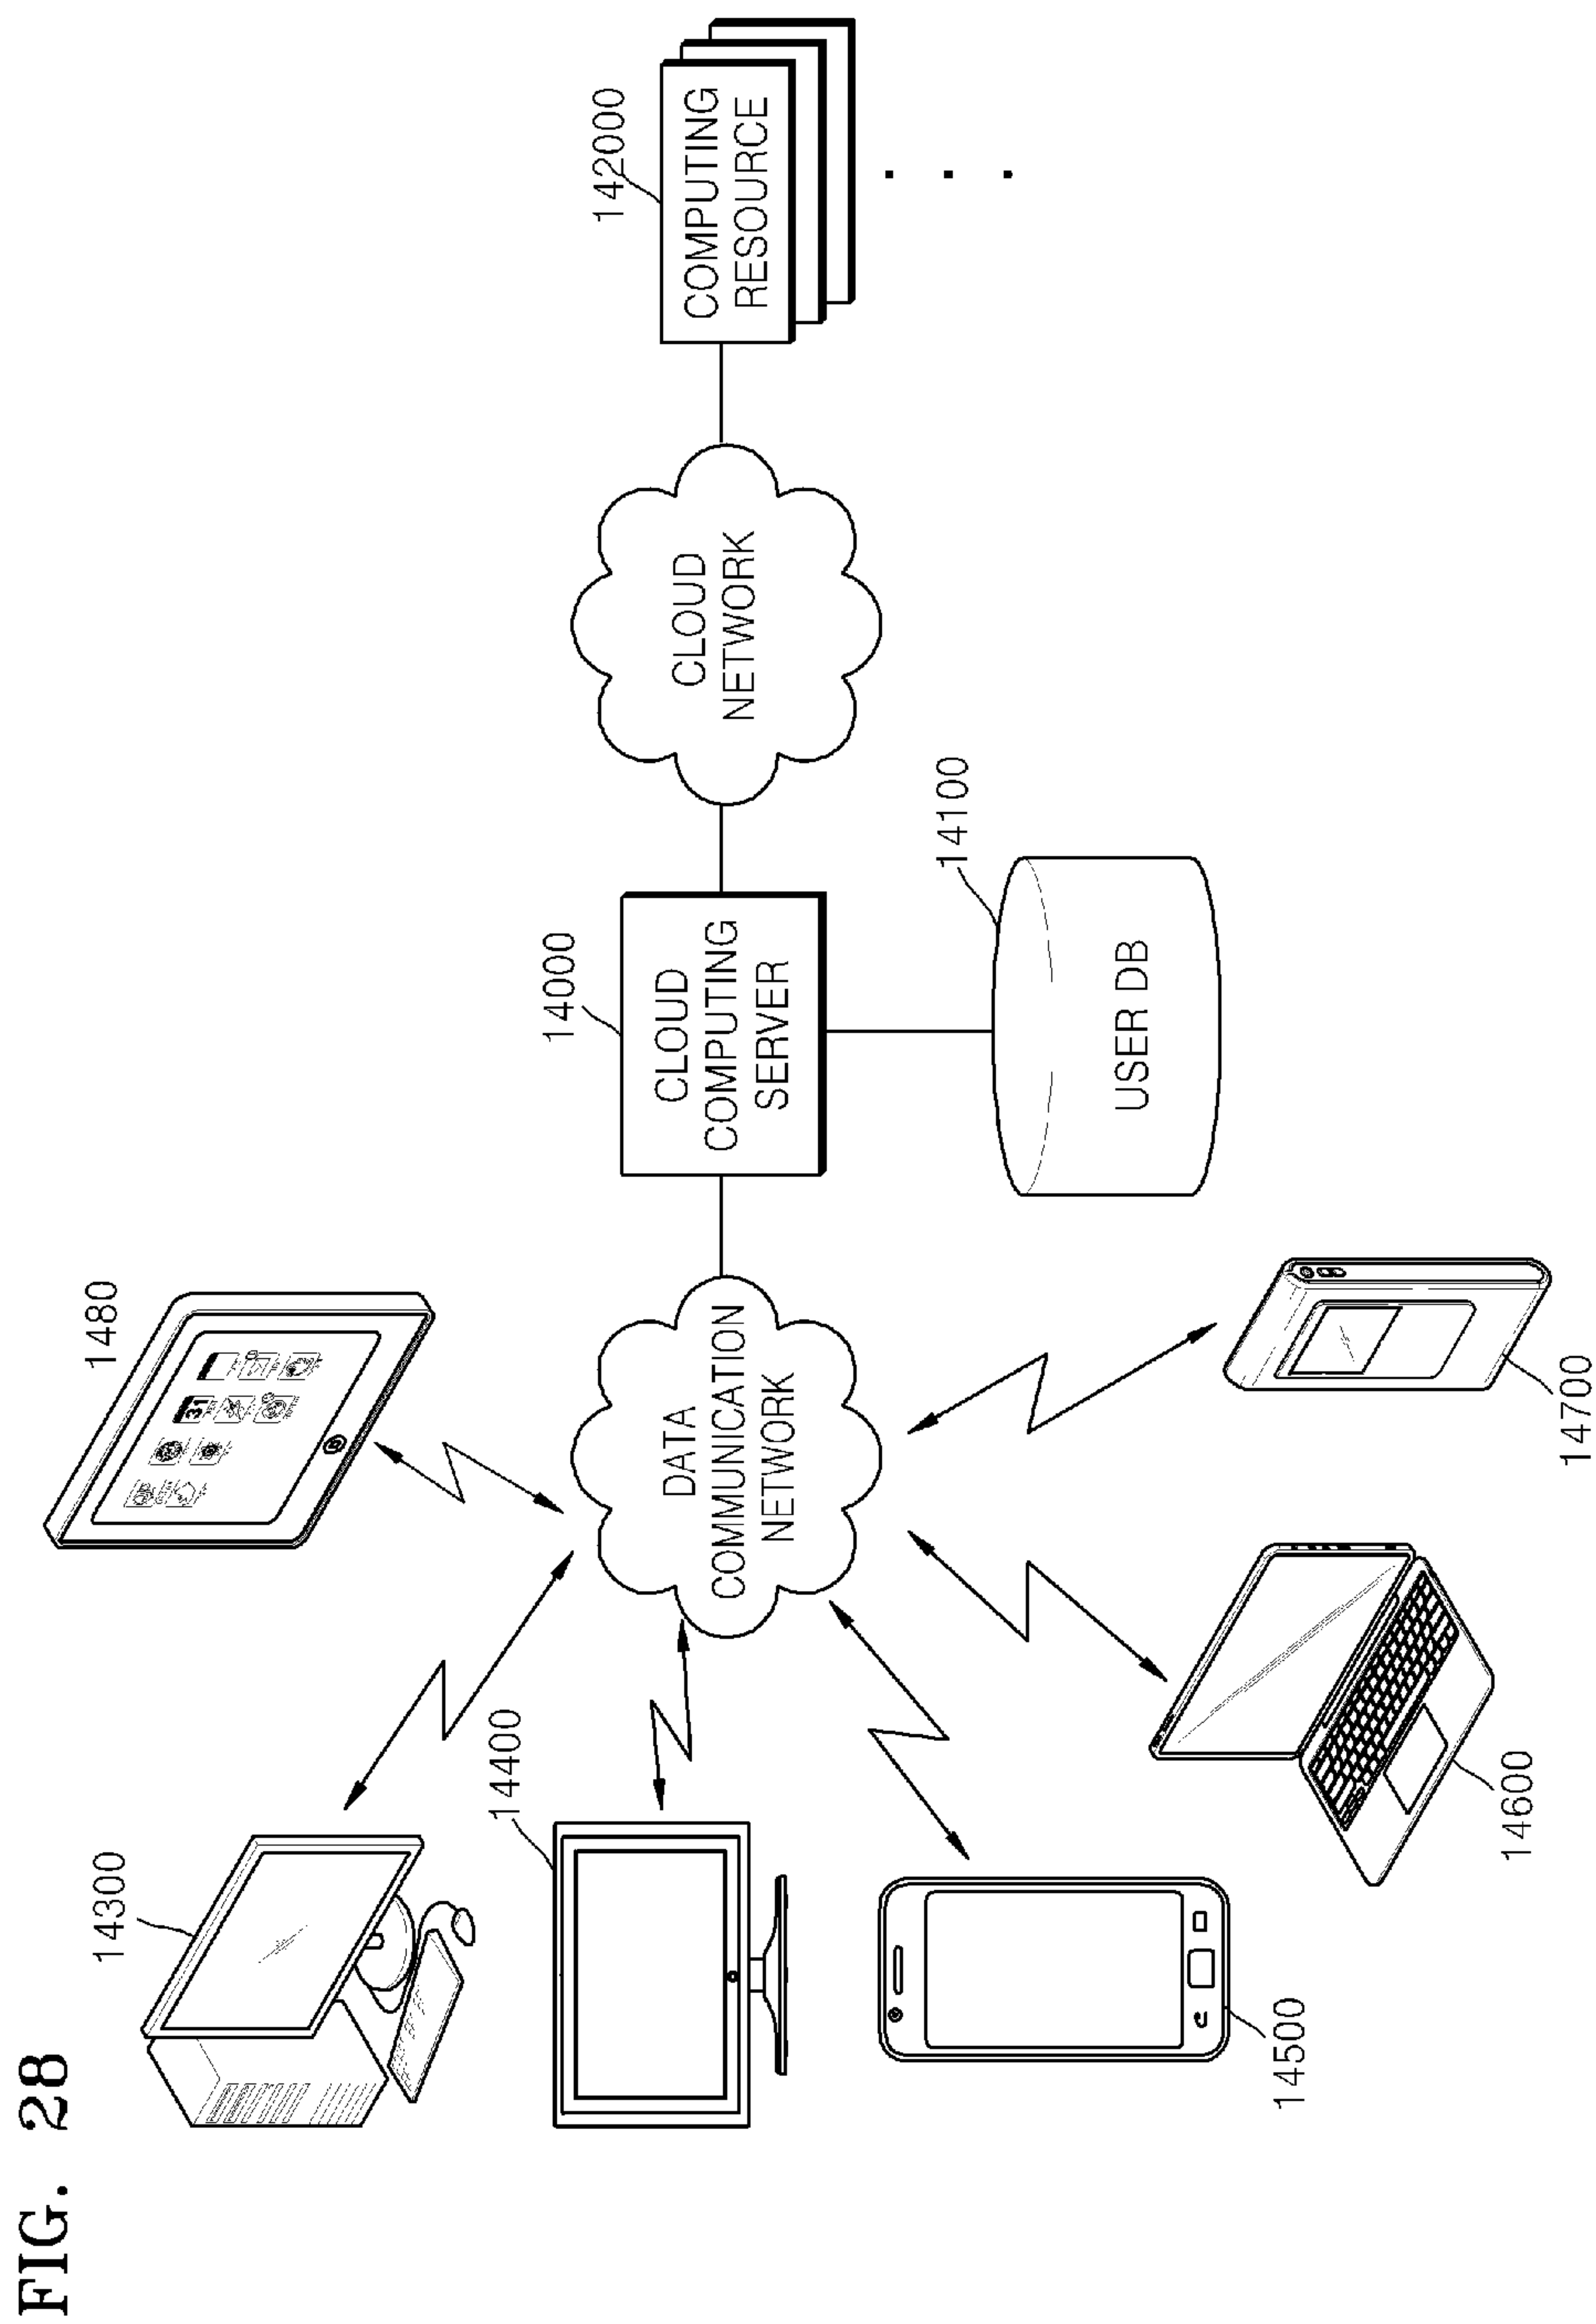 FIG. 28
14300
1480
14000
142000
CLOUD
COMPUTING
SERVER
CLOUD
NETWORK
COMPUTING
RESOURCE
14400
DATA
COMMUNICATION
NETWORK
14100
USER DB
14500
14600
14700
31